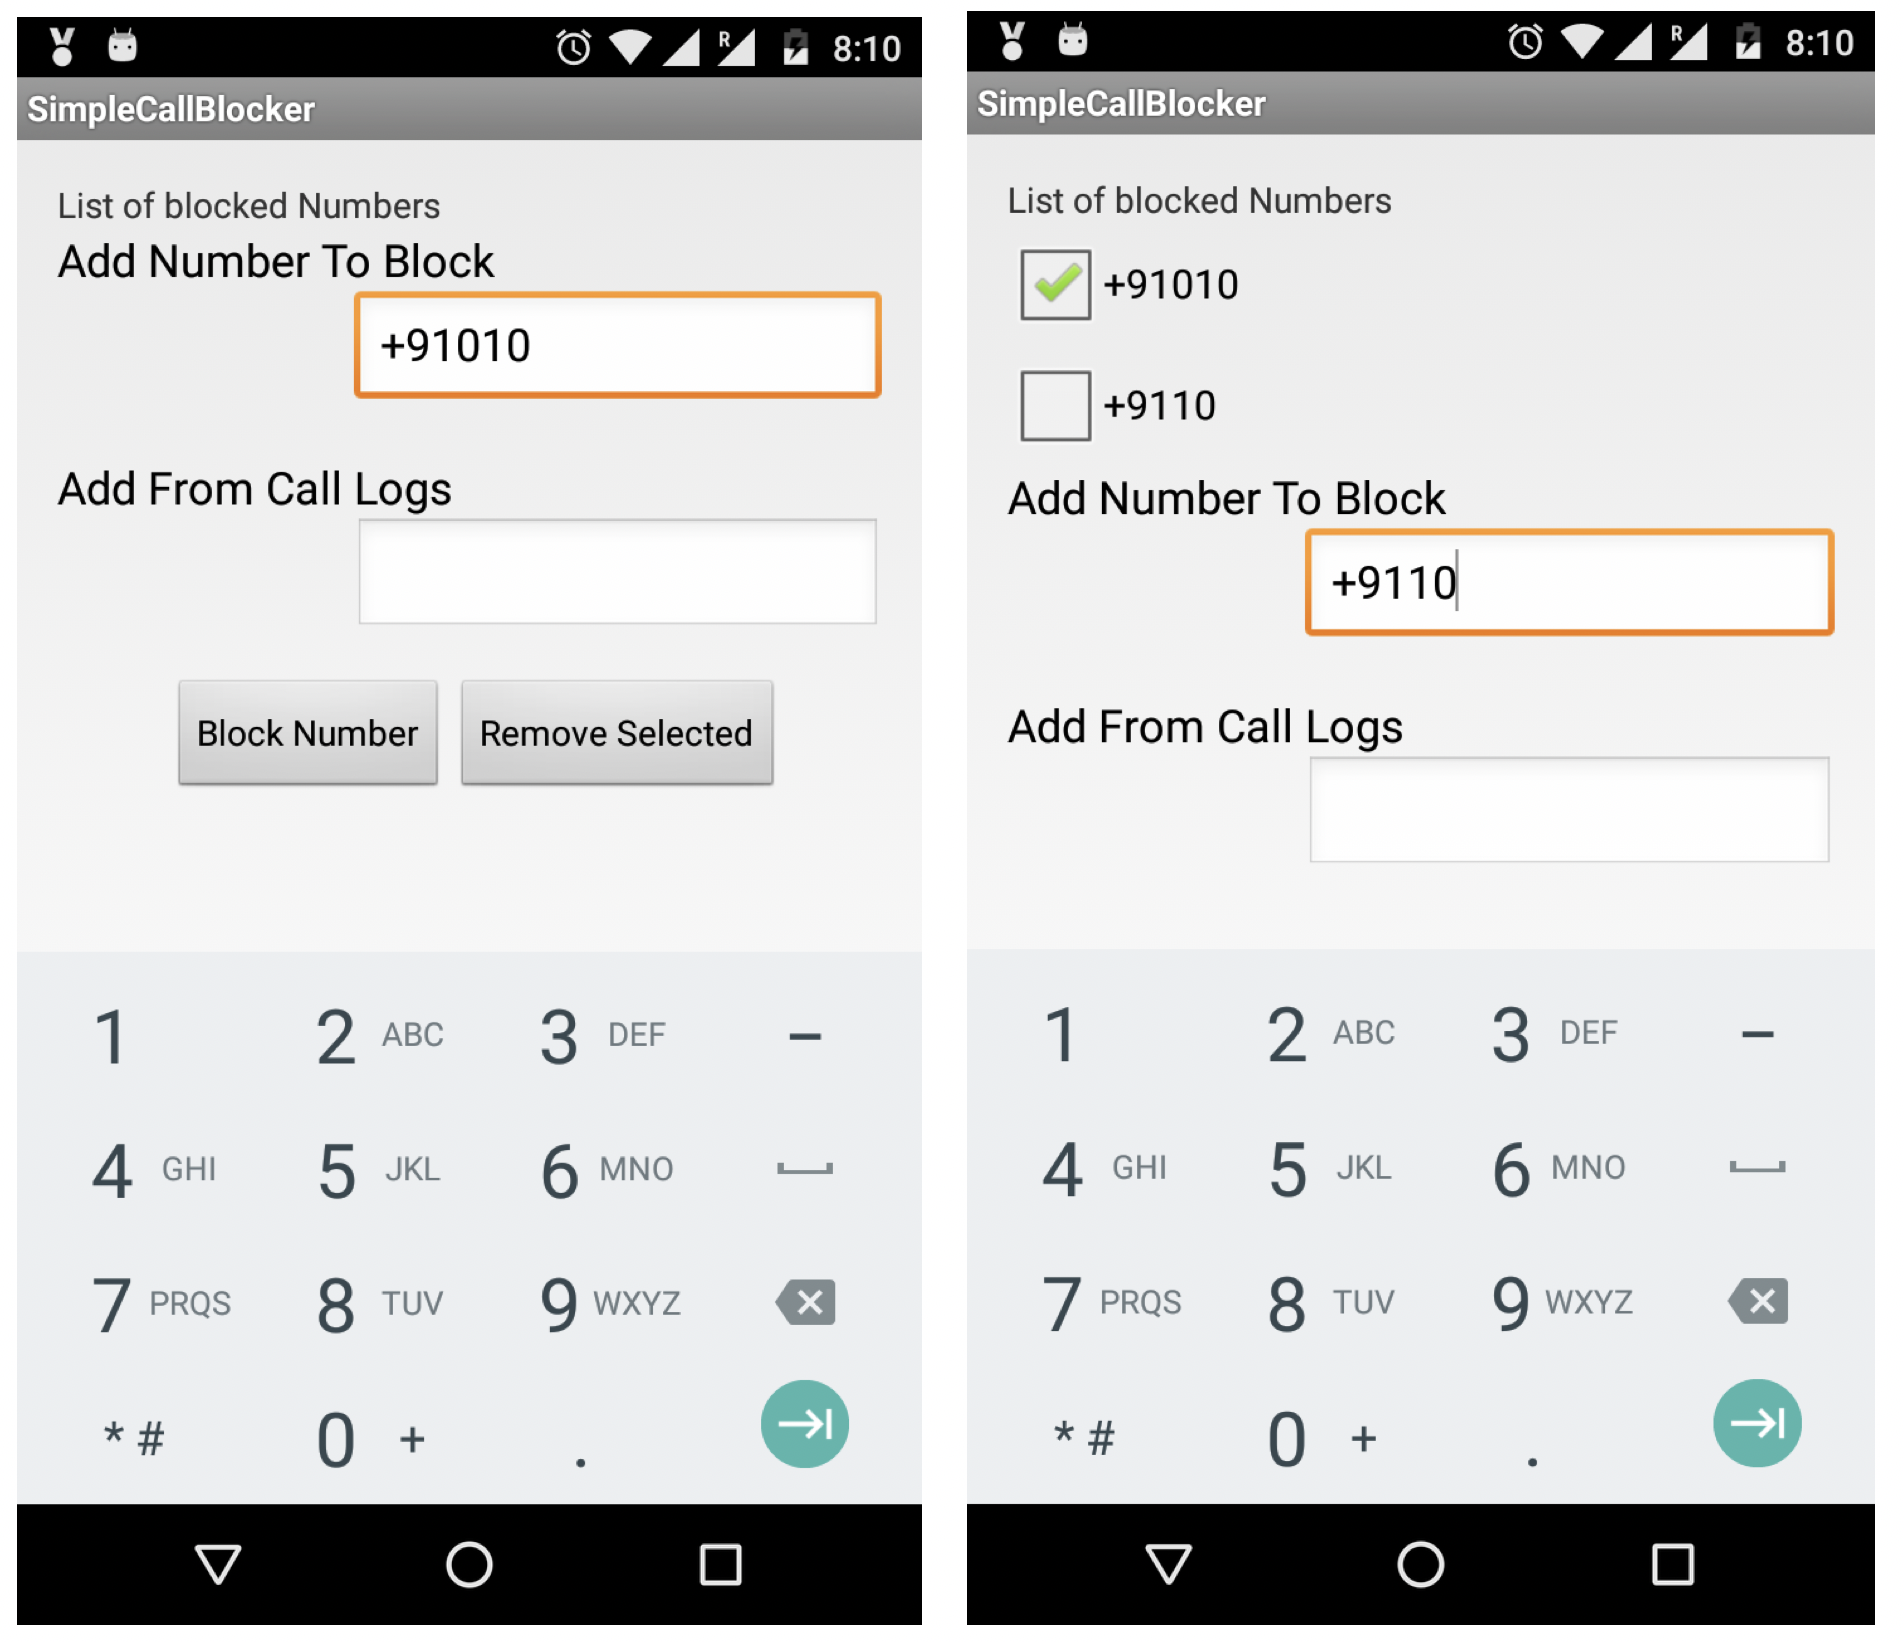 R 8:10
SimpleCallBlocker
List of blocked Numbers
Add Number To Block
+91010
Add From Call Logs
Block Number Remove Selected
1 2 ABC 3 DEF –
4 GHI 5 JKL 6 MNO
7 PRQS 8 TUV 9 WXYZ
* # 0 + .
R 8:10
SimpleCallBlocker
List of blocked Numbers
+91010
+9110
Add Number To Block
+9110
Add From Call Logs
1 2 ABC 3 DEF –
4 GHI 5 JKL 6 MNO
7 PRQS 8 TUV 9 WXYZ
* # 0 + .